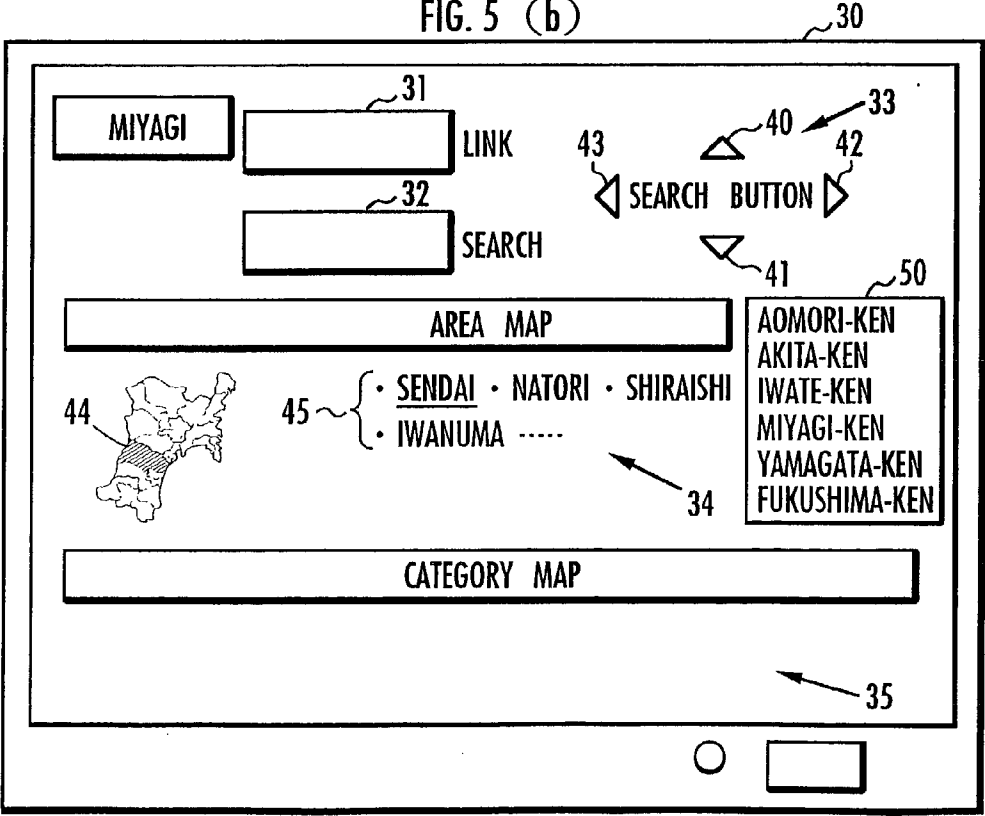 FIG. 5 (b)
30
MIYAGI
31
LINK
33
40
43
42
SEARCH BUTTON
32
SEARCH
41
50
AREA MAP
AOMORI-KEN
AKITA-KEN
IWATE-KEN
MIYAGI-KEN
YAMAGATA-KEN
FUKUSHIMA-KEN
44
45
· SENDAI · NATORI · SHIRAISHI
· IWANUMA -----
34
CATEGORY MAP
35